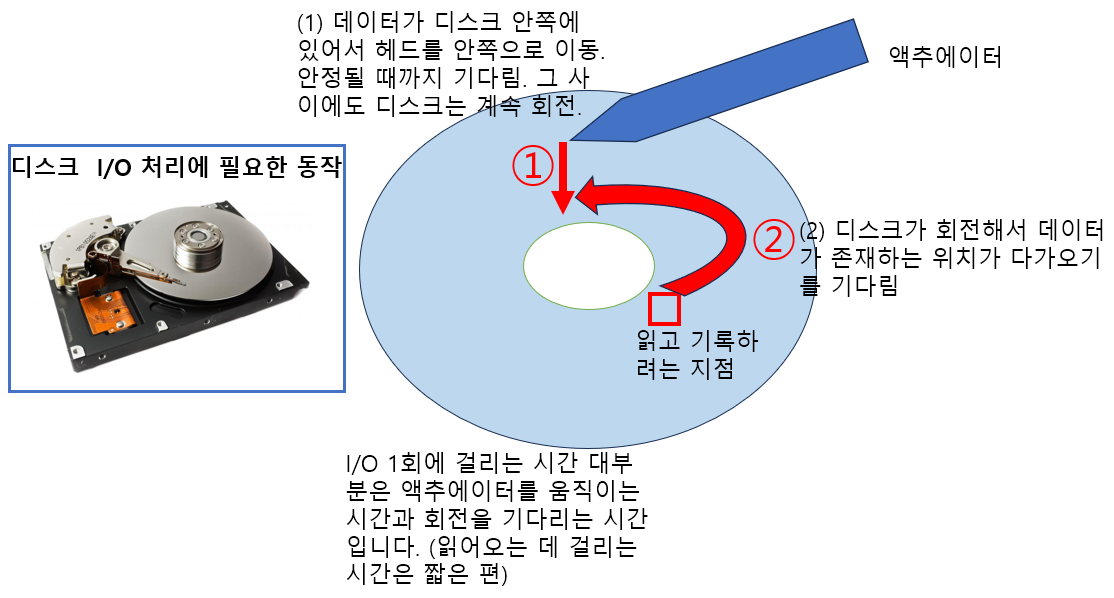 (1) 데이터가 디스크 안쪽에
있어서 헤드를 안쪽으로 이동.
안정될 때까지 기다림. 그 사
이에도 디스크는 계속 회전.
액추에이터
디스크 I/O 처리에 필요한 동작
①
②
(2) 디스크가 회전해서 데이터
가 존재하는 위치가 다가오기
를 기다림
읽고 기록하
려는 지점
I/O 1회에 걸리는 시간 대부
분은 액추에이터를 움직이는
시간과 회전을 기다리는 시간
입니다. (읽어오는 데 걸리는
시간은 짧은 편)